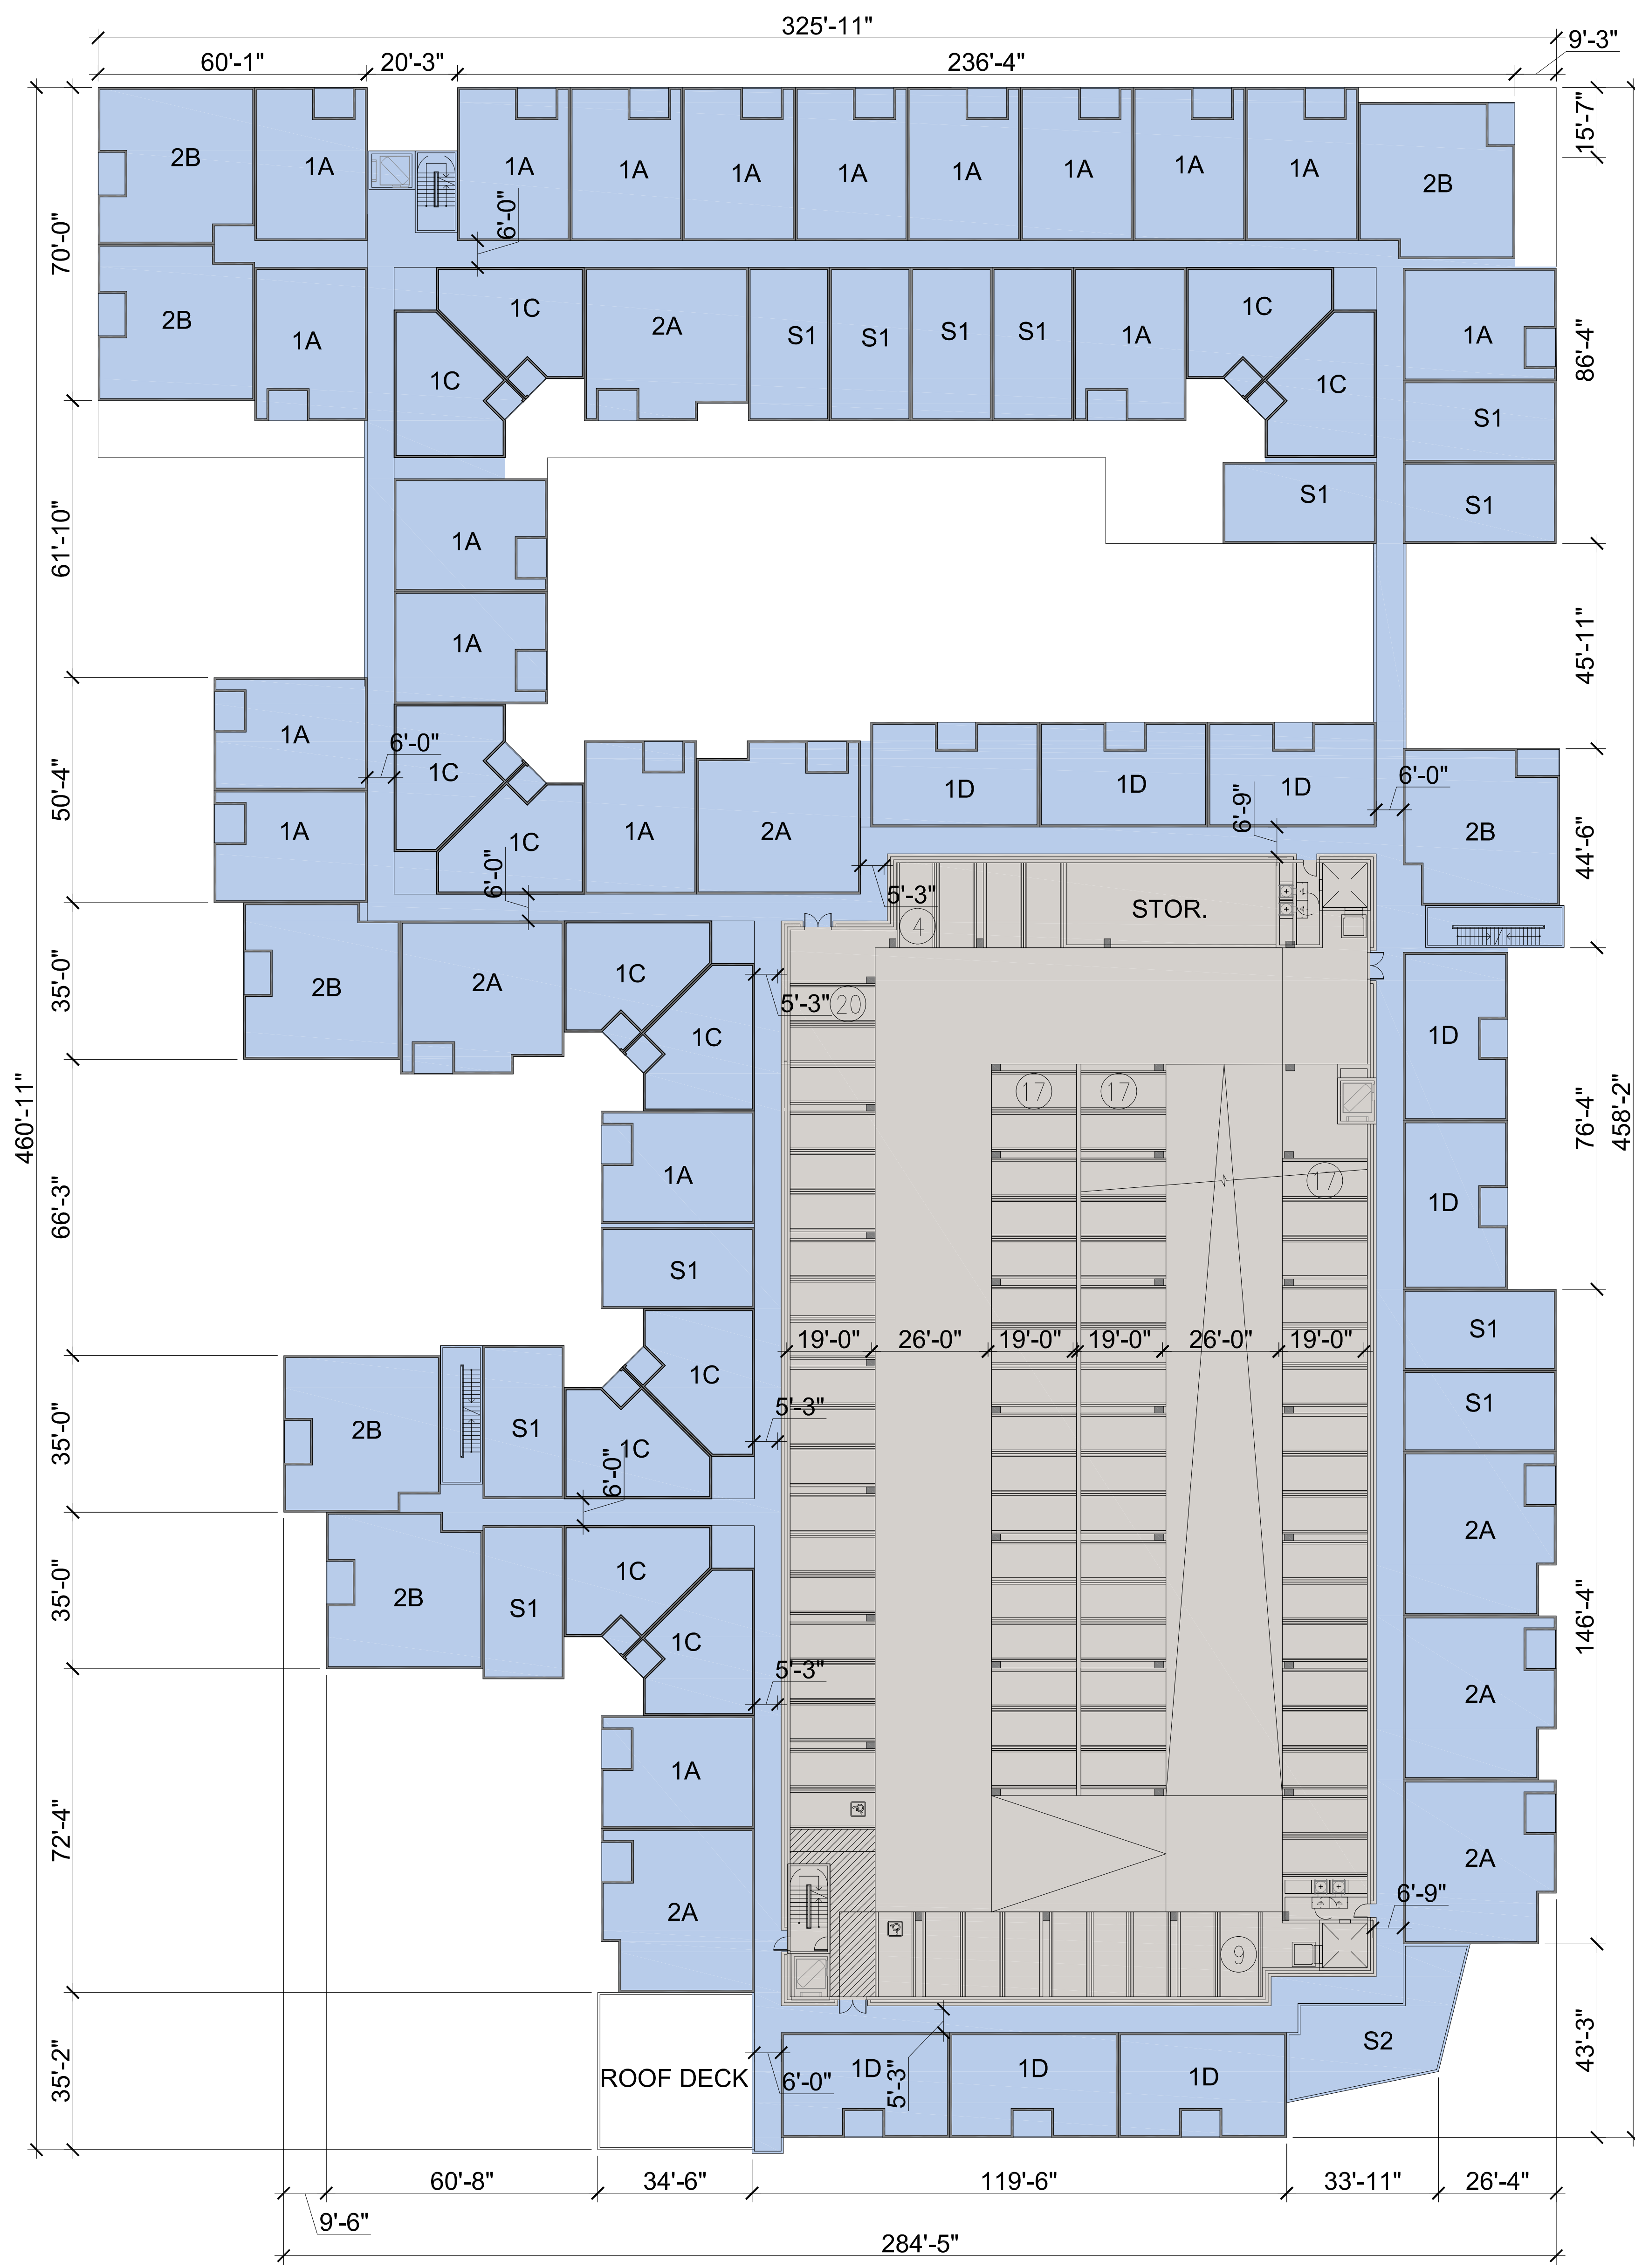 325'-11"
9'-3"
60'-1"
20'-3"
236'-4"
15'-7"
2B
1A
1A
1A
1A
1A
1A
1A
1A
1A
2B
6'-0"
70'-0"
2B
1A
1C
2A
S1
S1
S1
S1
1A
1C
1A
86'-4"
1C
1C
S1
S1
S1
61'-10"
1A
1A
45'-11"
1A
6'-0"
1C
50'-4"
1A
1C
1A
2A
1D
1D
1D
6'-9"
6'-0"
2B
44'-6"
6'-0"
5'-3"
4
STOR.
35'-0"
2B
2A
1C
5'-3"
20
1C
1D
460'-11"
17
17
76'-4"
458'-2"
1A
17
1D
66'-3"
S1
S1
19'-0"
26'-0"
19'-0"
19'-0"
26'-0"
19'-0"
1C
S1
35'-0"
2B
S1
1C
5'-3"
6'-0"
2A
35'-0"
2B
S1
1C
1C
146'-4"
5'-3"
2A
1A
72'-4"
2A
2A
6'-9"
9
35'-2"
ROOF DECK
6'-0"
1D
5'-3"
1D
1D
S2
43'-3"
60'-8"
34'-6"
119'-6"
33'-11"
26'-4"
9'-6"
284'-5"